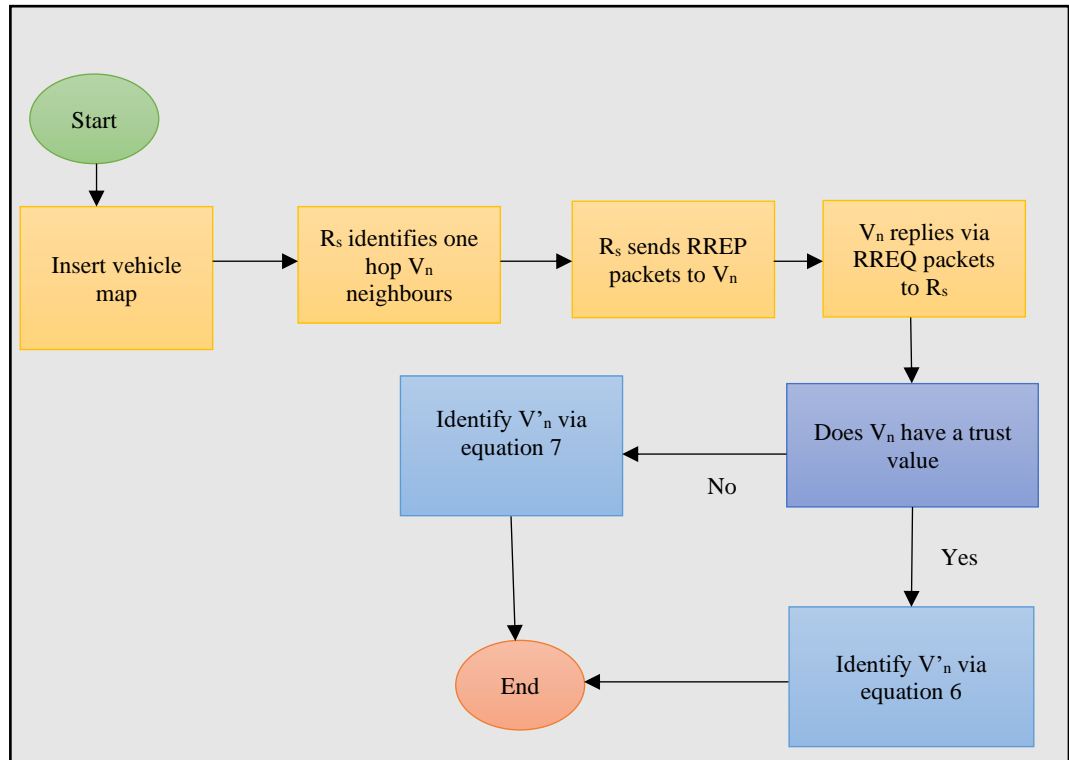 Start
Insert vehicle
map
Rs identifies one
hop Vn
neighbours
Rs sends RREP
packets to Vn
Vn replies via
RREQ packets
to Rs
Does Vn have a trust
value
No
Identify V’n via
equation 7
Yes
Identify V’n via
equation 6
End